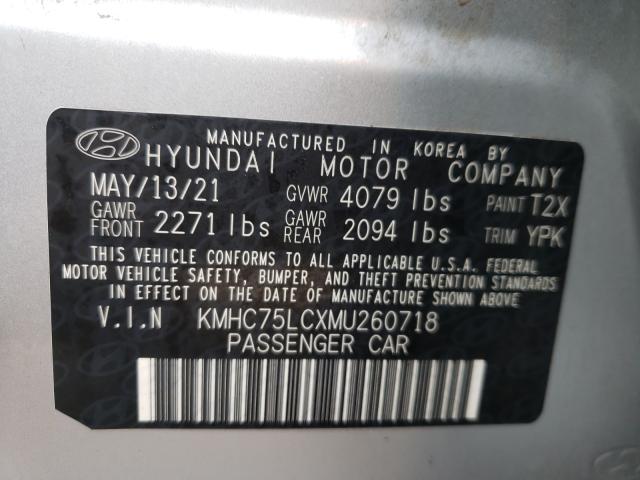 MANUFACTURED IN KOREA BY
HYUNDAI MOTOR COMPANY
MAY/13/21 GVWR 4079 lbs PAINT T2X
GAWR FRONT 2271 lbs GAWR REAR 2094 lbs TRIM YPK
THIS VEHICLE CONFORMS TO ALL APPLICABLE U.S.A. FEDERAL
MOTOR VEHICLE SAFETY, BUMPER, AND THEFT PREVENTION STANDARDS
IN EFFECT ON THE DATE OF MANUFACTURE SHOWN ABOVE.
V.I.N KMHC75LCXMU260718
PASSENGER CAR